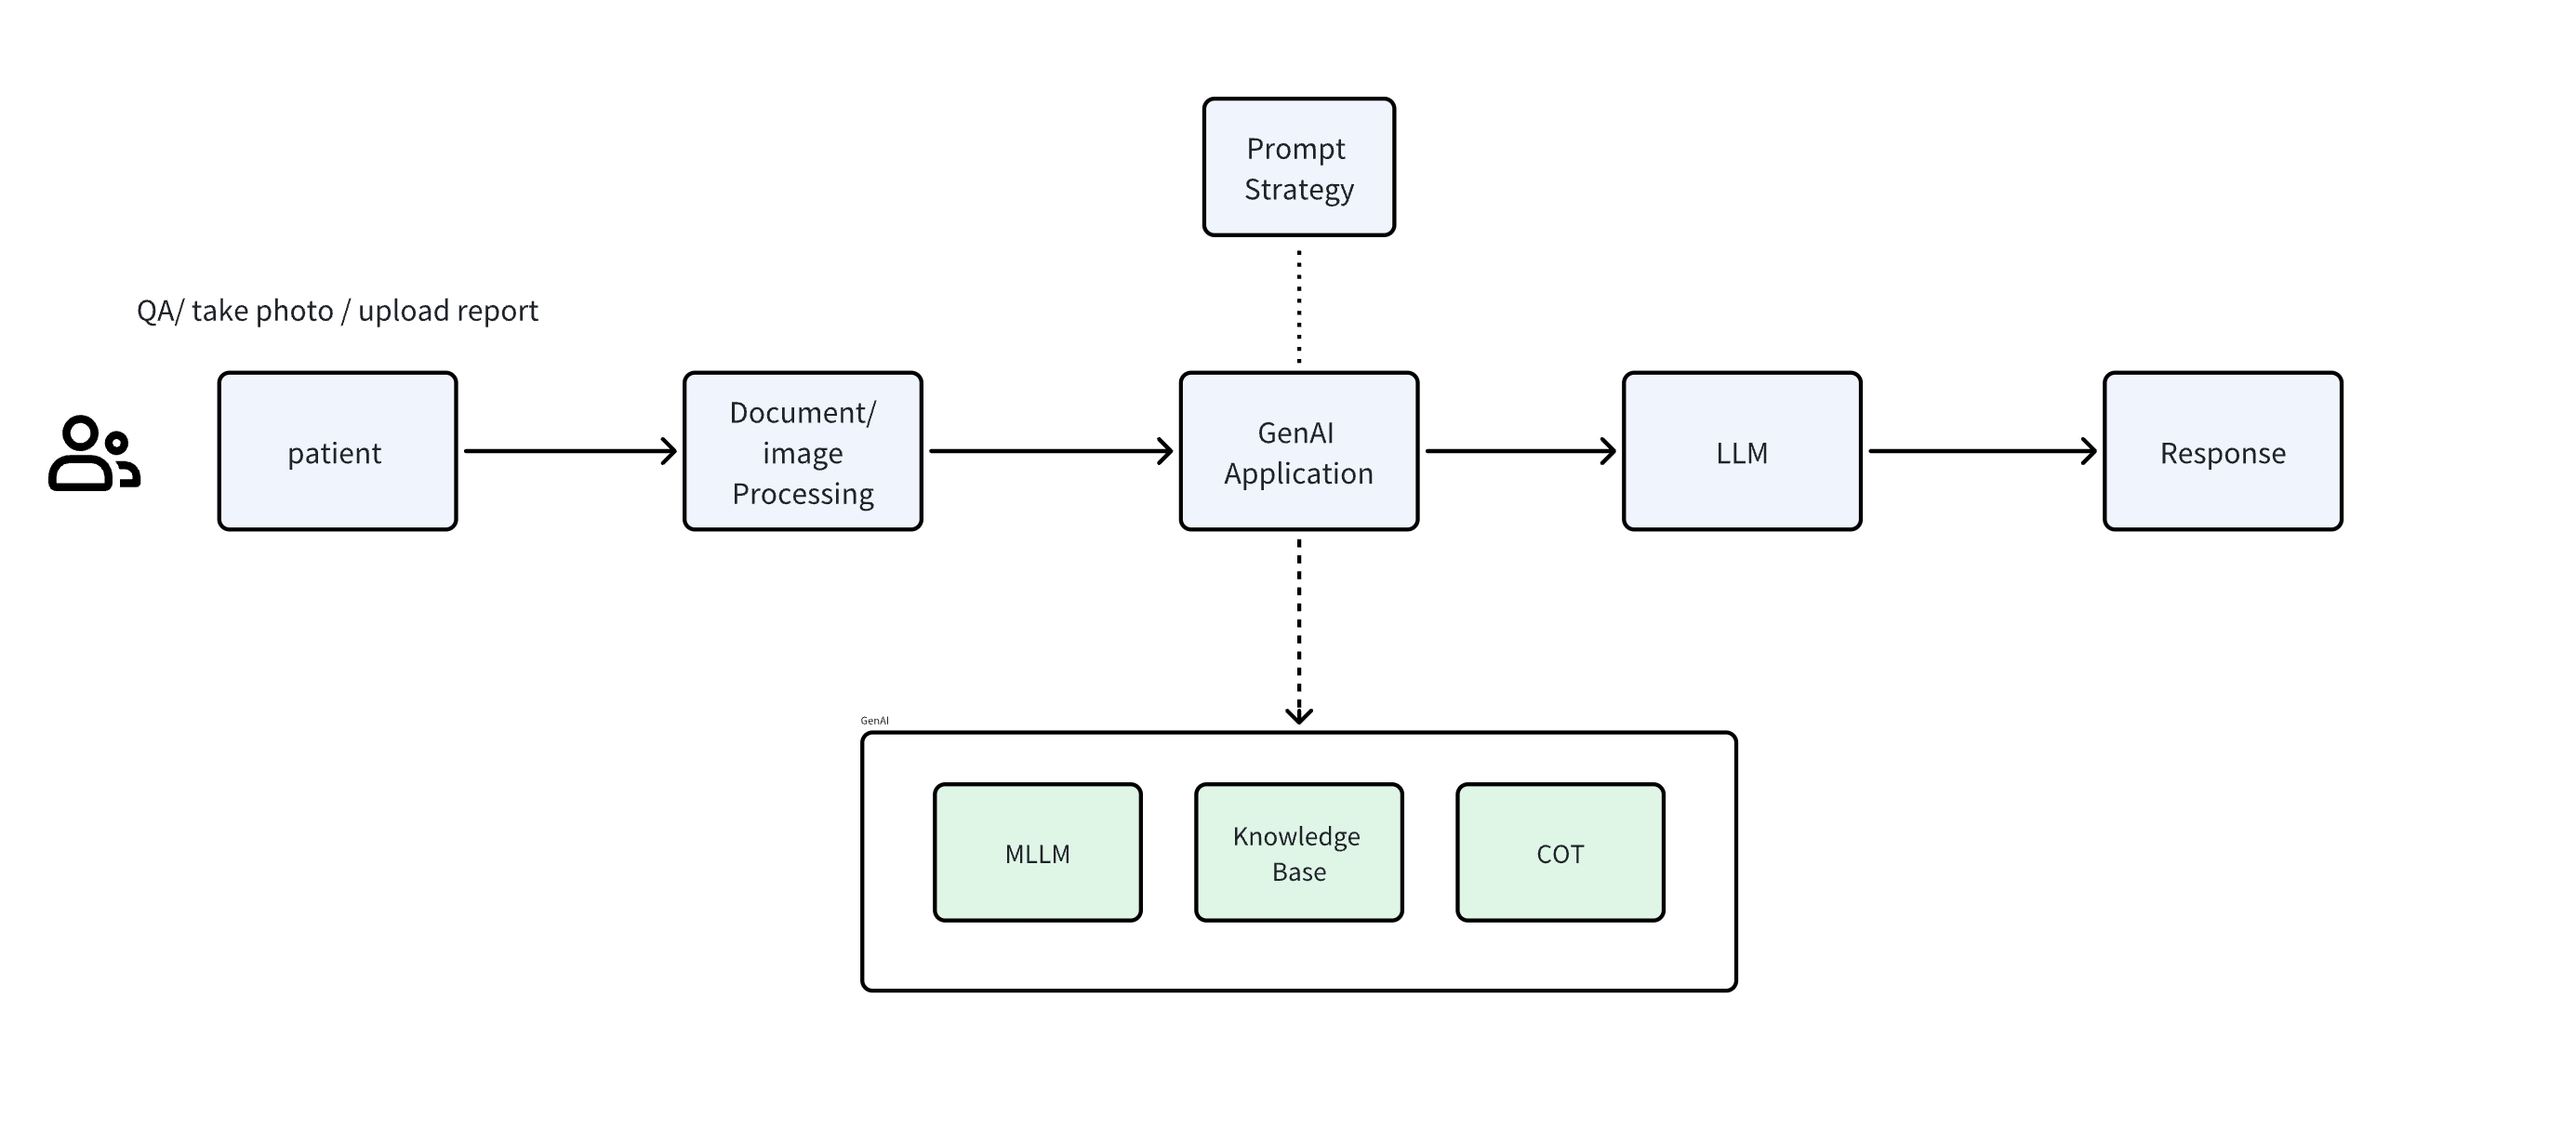 Prompt
Strategy
QA/ take photo / upload report
patient
Document/
image
Processing
GenAI
Application
LLM
Response
GenAI
MLLM
Knowledge
Base
COT